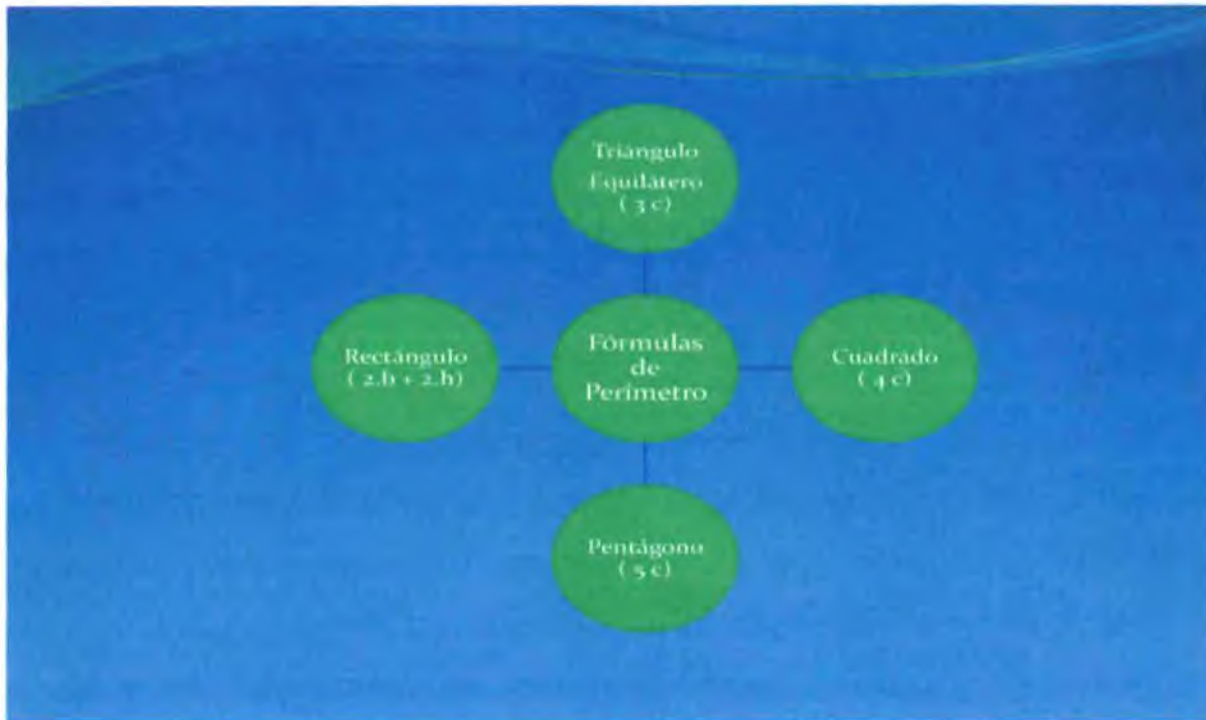 Triángulo
Equilátero
( 3 c)
Rectángulo
( 2.b + 2.h)
Fórmulas
de
Perímetro
Cuadrado
( 4 c)
Pentágono
( 5 c)